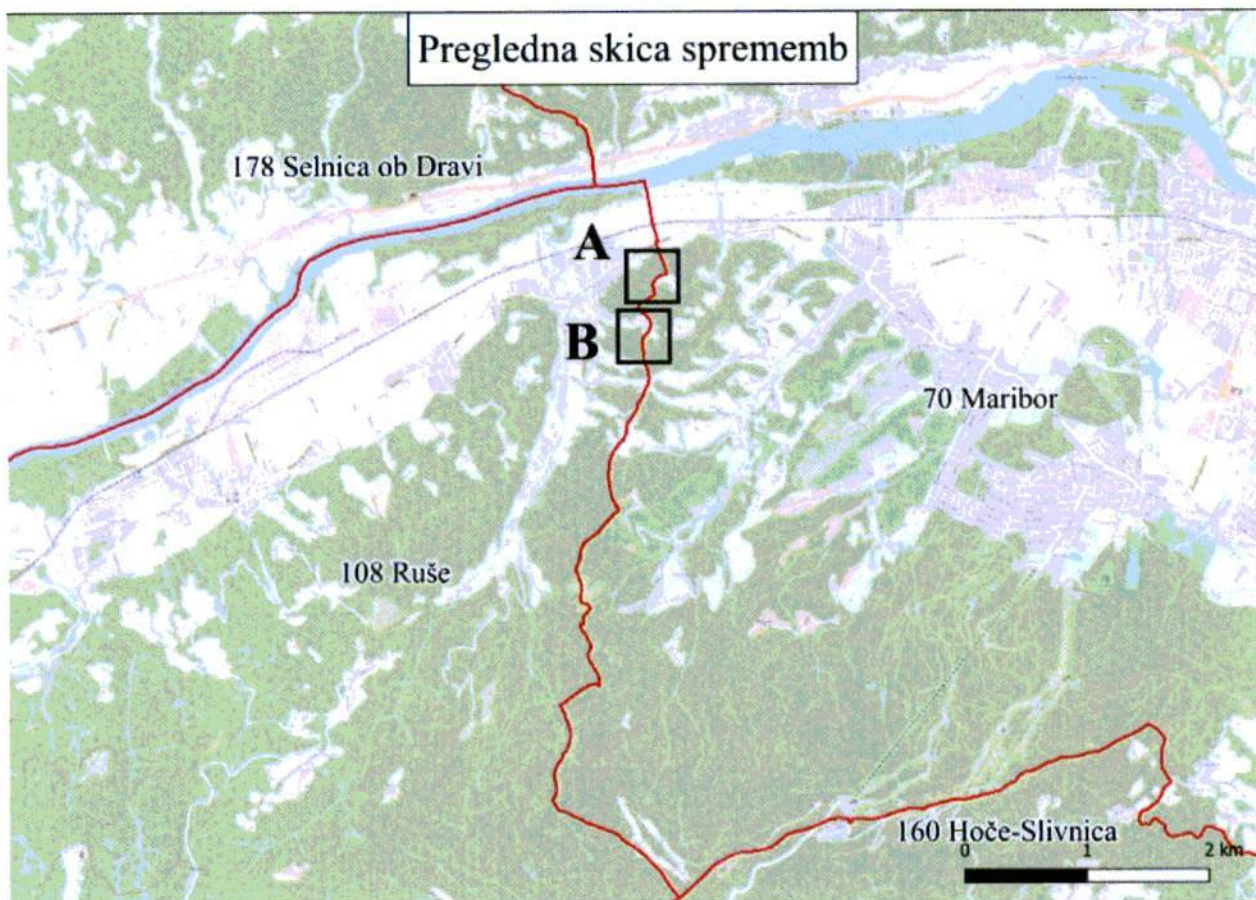 Pregledna skica sprememb
178 Selnica ob Dravi
A
B
70 Maribor
108 Ruše
160 Hoče-Slivnica
0 1 2 km